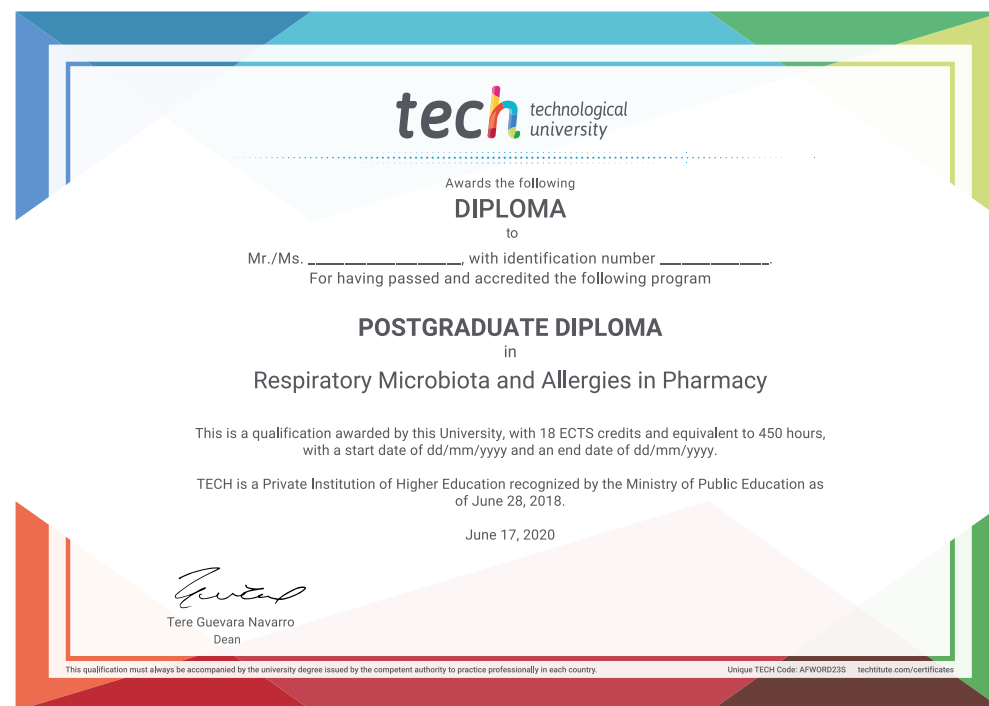 tech technological
university
Awards the following
DIPLOMA
to
Mr./Ms. ____________________, with identification number ______________.
For having passed and accredited the following program
POSTGRADUATE DIPLOMA
in
Respiratory Microbiota and Allergies in Pharmacy
This is a qualification awarded by this University, with 18 ECTS credits and equivalent to 450 hours,
with a start date of dd/mm/yyyy and an end date of dd/mm/yyyy.
TECH is a Private Institution of Higher Education recognized by the Ministry of Public Education as
of June 28, 2018.
June 17, 2020
Tere Guevara Navarro
Dean
This qualification must always be accompanied by the university degree issued by the competent authority to practice professionally in each country. Unique TECH Code: AFWORD23S techtitute.com/certificates